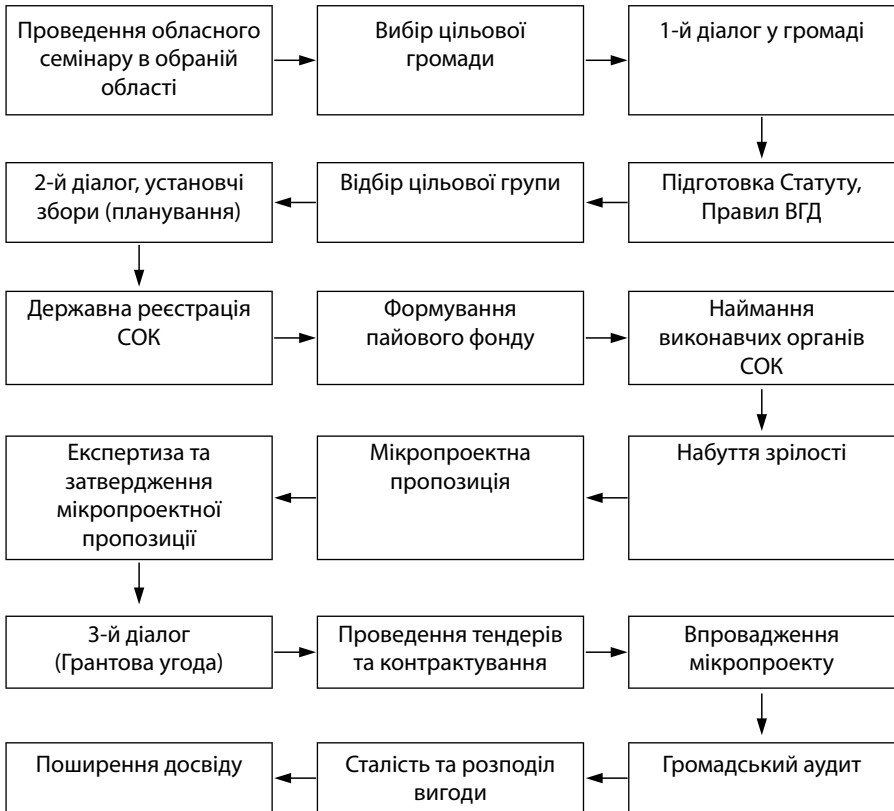 Проведення обласного
семінару в обраній
області
Вибір цільової
громади
1-й діалог у громаді
2-й діалог, установчі
збори (планування)
Відбір цільової групи
Підготовка Статуту,
Правил ВГД
Державна реєстрація
СОК
Формування
пайового фонду
Наймання
виконавчих органів
СОК
Експертиза та
затвердження
мікропроектної
пропозиції
Мікропроектна
пропозиція
Набуття зрілості
3-й діалог
(Грантова угода)
Проведення тендерів
та контрактування
Впровадження
мікропроекту
Поширення досвіду
Сталість та розподіл
вигоди
Громадський аудит